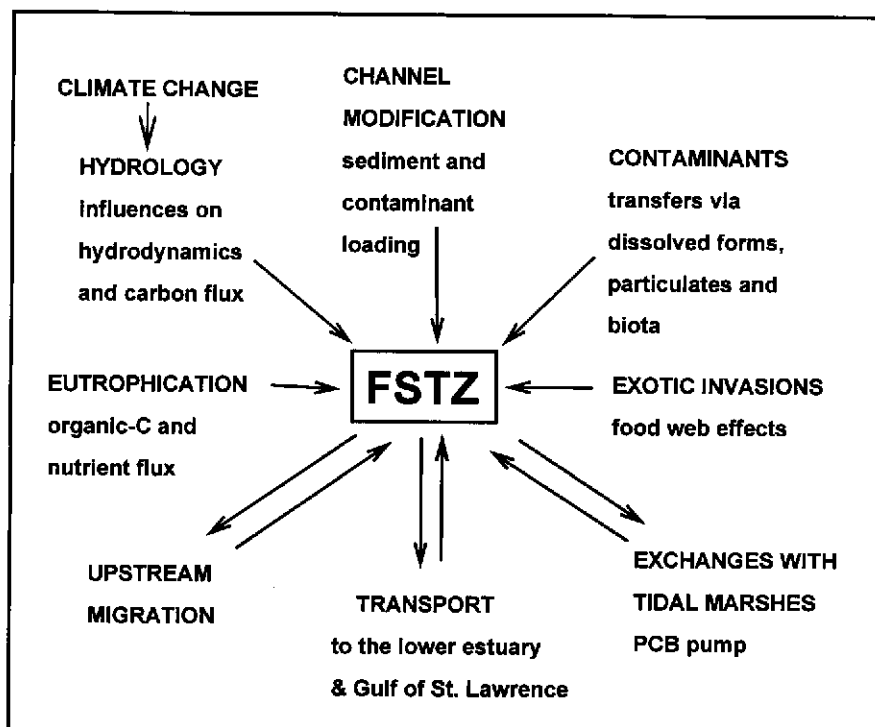 CLIMATE CHANGE
HYDROLOGY
influences on
hydrodynamics
and carbon flux
CHANNEL
MODIFICATION
sediment and
contaminant
loading
CONTAMINANTS
transfers via
dissolved forms,
particulates and
biota
EUTROPHICATION
organic-C and
nutrient flux
FSTZ
EXOTIC INVASIONS
food web effects
UPSTREAM
MIGRATION
TRANSPORT
to the lower estuary
& Gulf of St. Lawrence
EXCHANGES WITH
TIDAL MARSHES
PCB pump